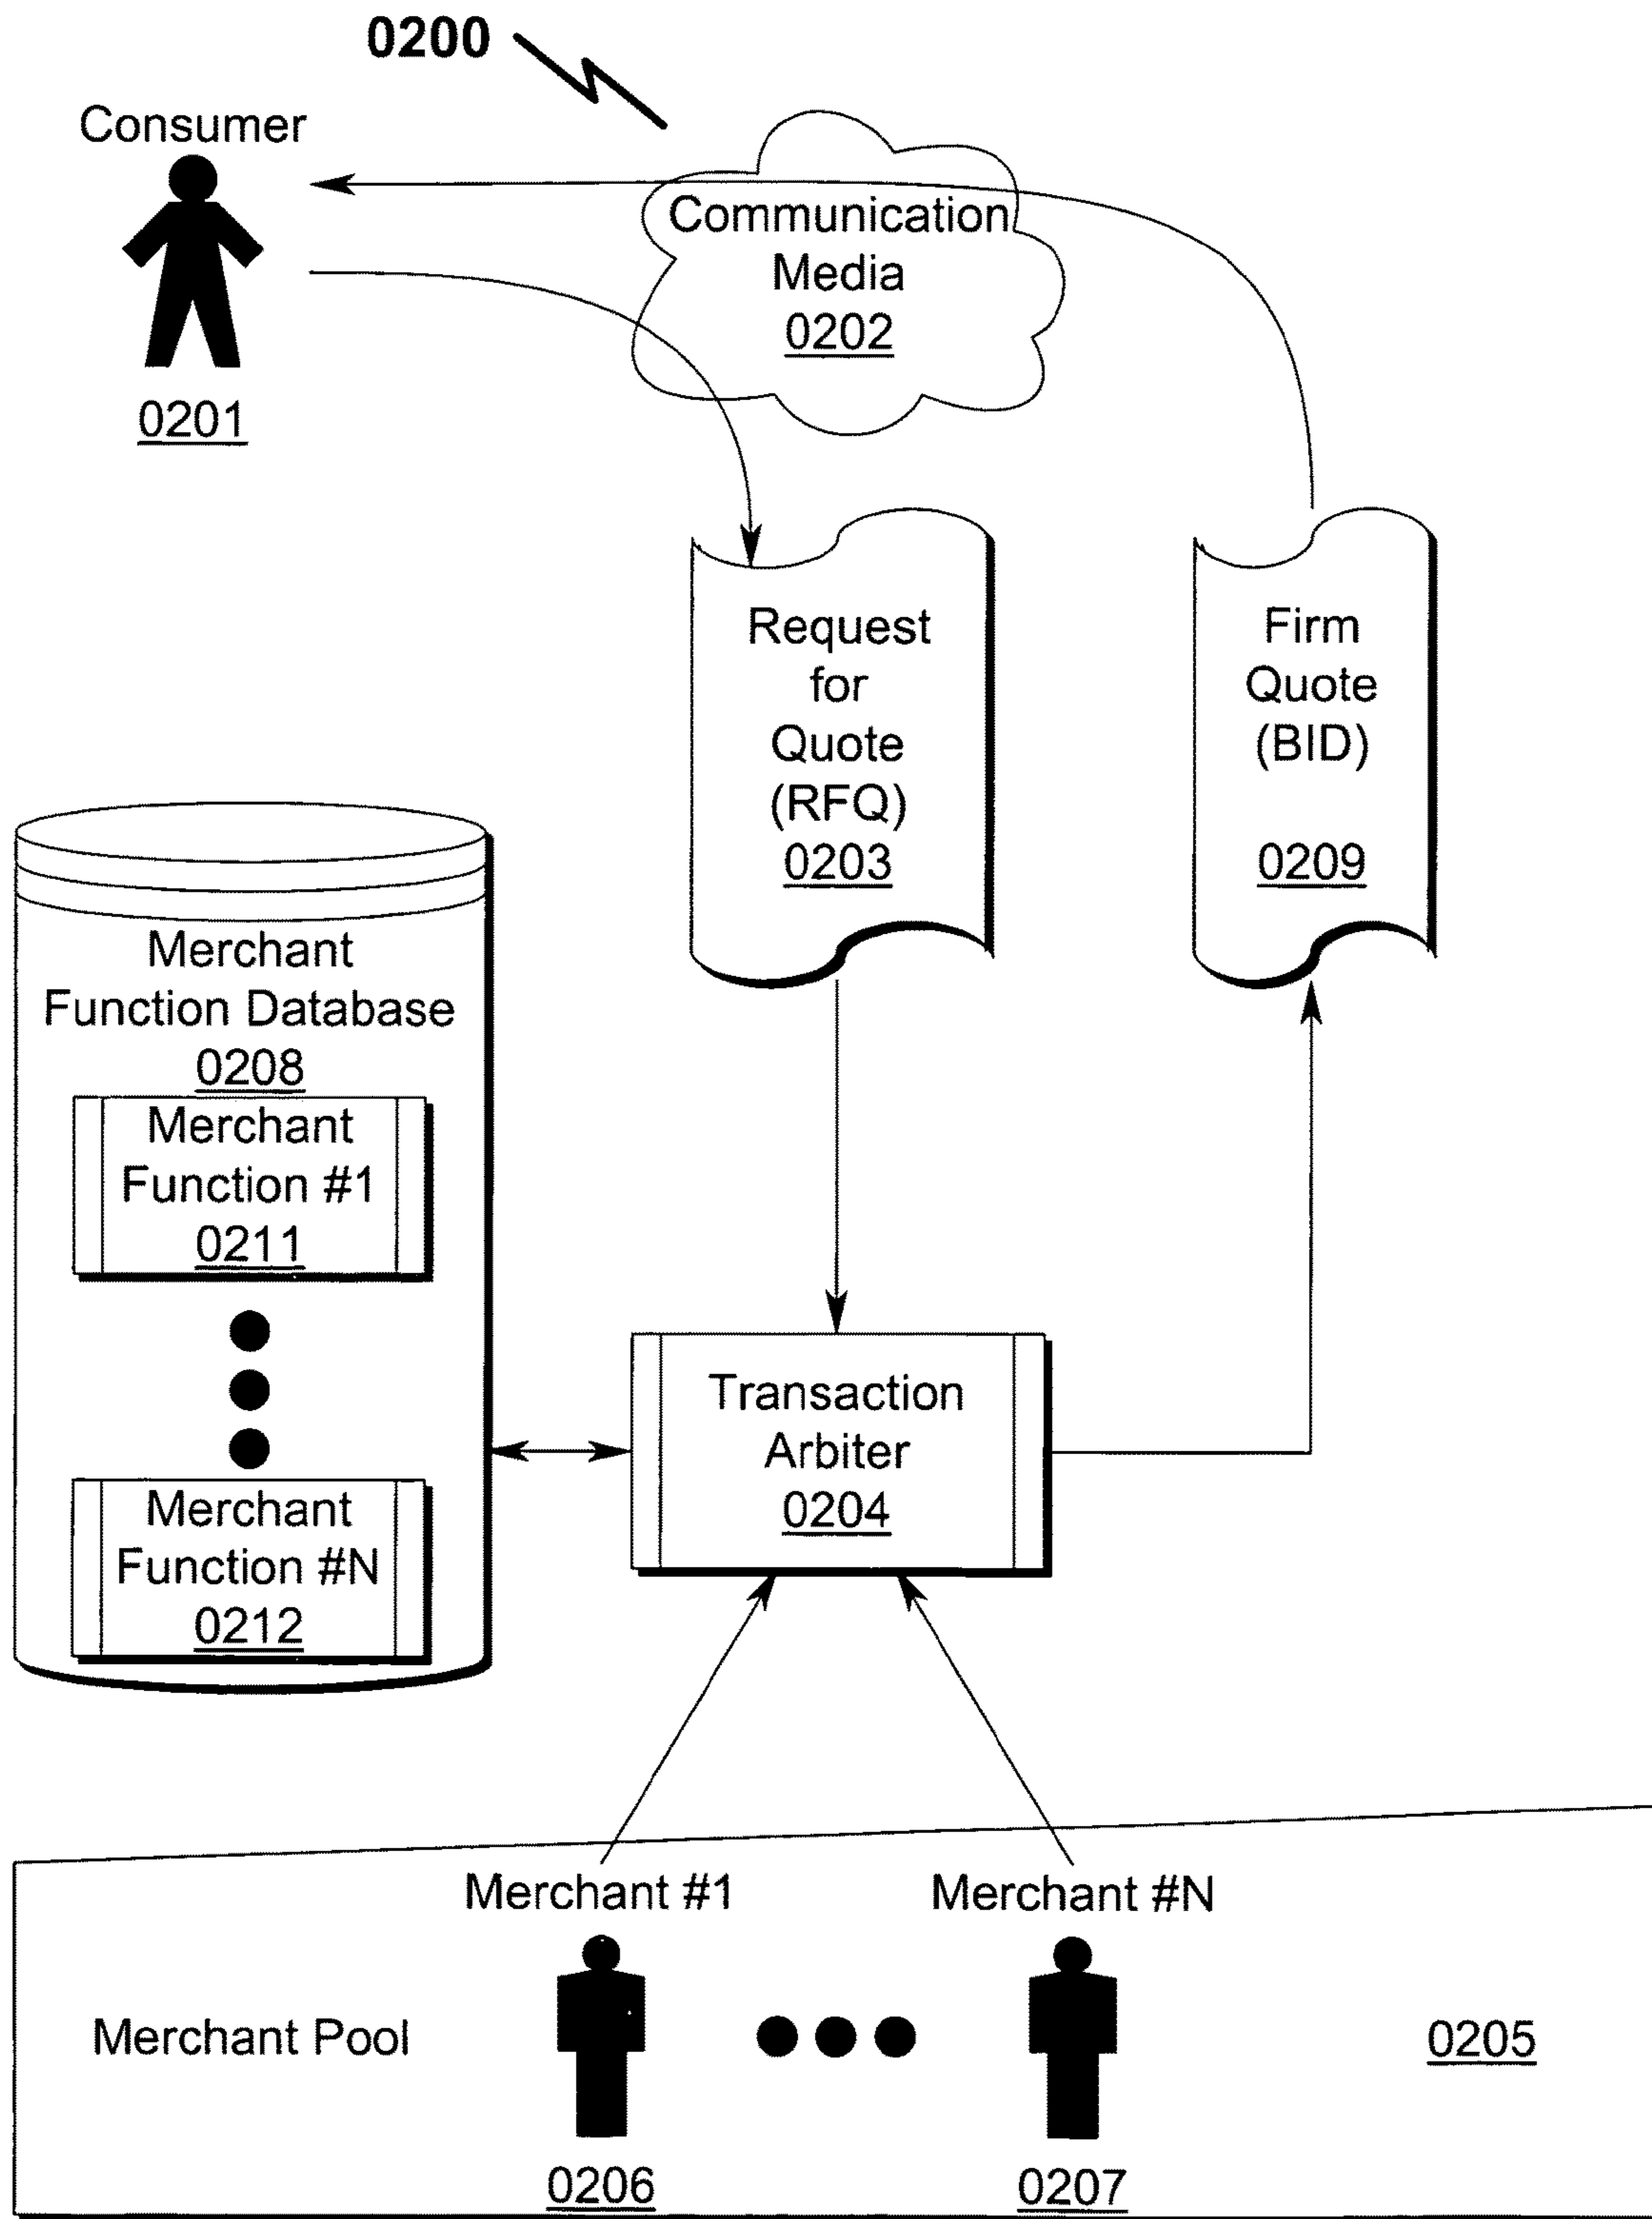 0200
Consumer
0201
Communication
Media
0202
Request
for
Quote
(RFQ)
0203
Firm
Quote
(BID)
0209
Merchant
Function Database
0208
Merchant
Function #1
0211
Merchant
Function #N
0212
Transaction
Arbiter
0204
Merchant #1
Merchant #N
Merchant Pool
0205
0206
0207